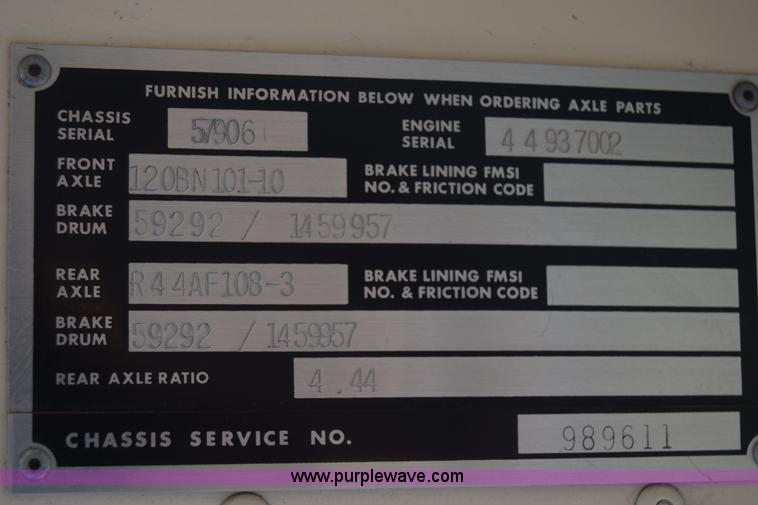 FURNISH INFORMATION BELOW WHEN ORDERING AXLE PARTS
CHASSIS SERIAL 57906 ENGINE SERIAL 44937002
FRONT AXLE 120BN101-10 BRAKE LINING FMSI NO. & FRICTION CODE
BRAKE DRUM 59292 / 1459957
REAR AXLE R44AF108-3 BRAKE LINING FMSI NO. & FRICTION CODE
BRAKE DRUM 59292 / 1459957
REAR AXLE RATIO 4.44
CHASSIS SERVICE NO. 989611
www.purplewave.com